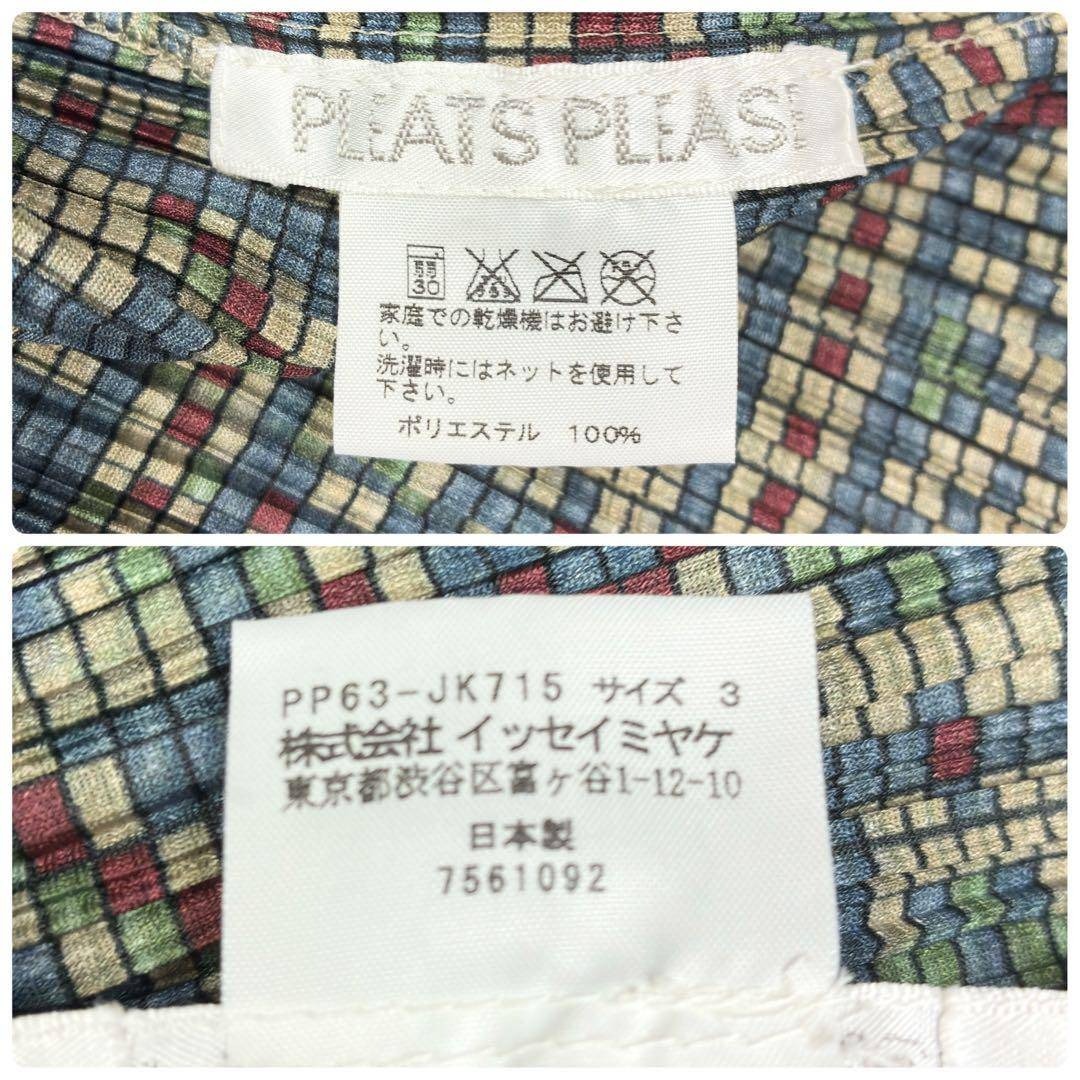 PLEATS PLEASE
弱
30
家庭での乾燥機はお避け下さ
い。
洗濯時にはネットを使用して
下さい。
ポリエステル 100%
PP63-JK715 サイズ 3
株式会社 イッセイミヤケ
東京都渋谷区富ヶ谷1-12-10
日本製
7561092